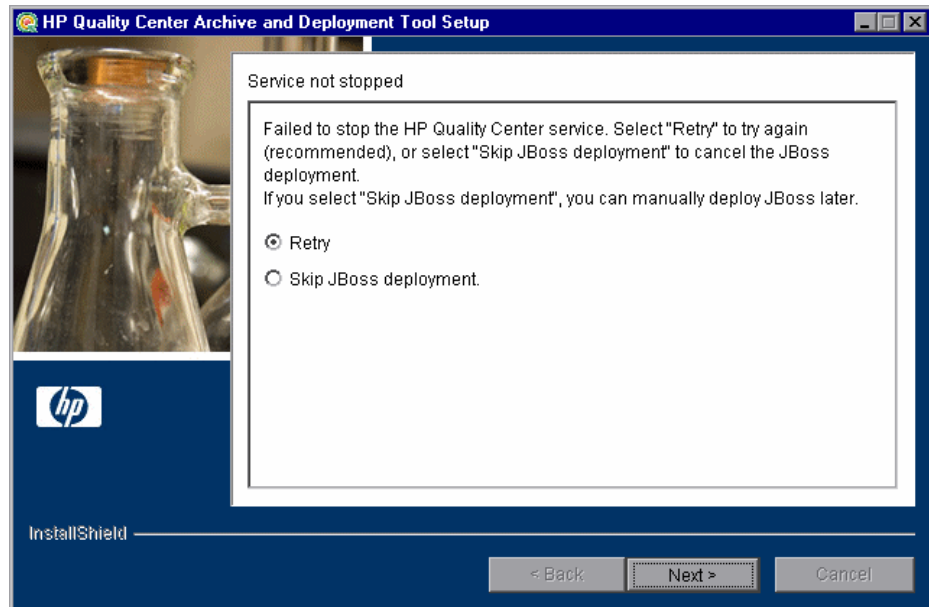 HP Quality Center Archive and Deployment Tool Setup
Service not stopped
Failed to stop the HP Quality Center service. Select "Retry" to try again
(recommended), or select "Skip JBoss deployment" to cancel the JBoss
deployment.
If you select "Skip JBoss deployment", you can manually deploy JBoss later.
Retry
Skip JBoss deployment.
hp
InstallShield
< Back
Next >
Cancel